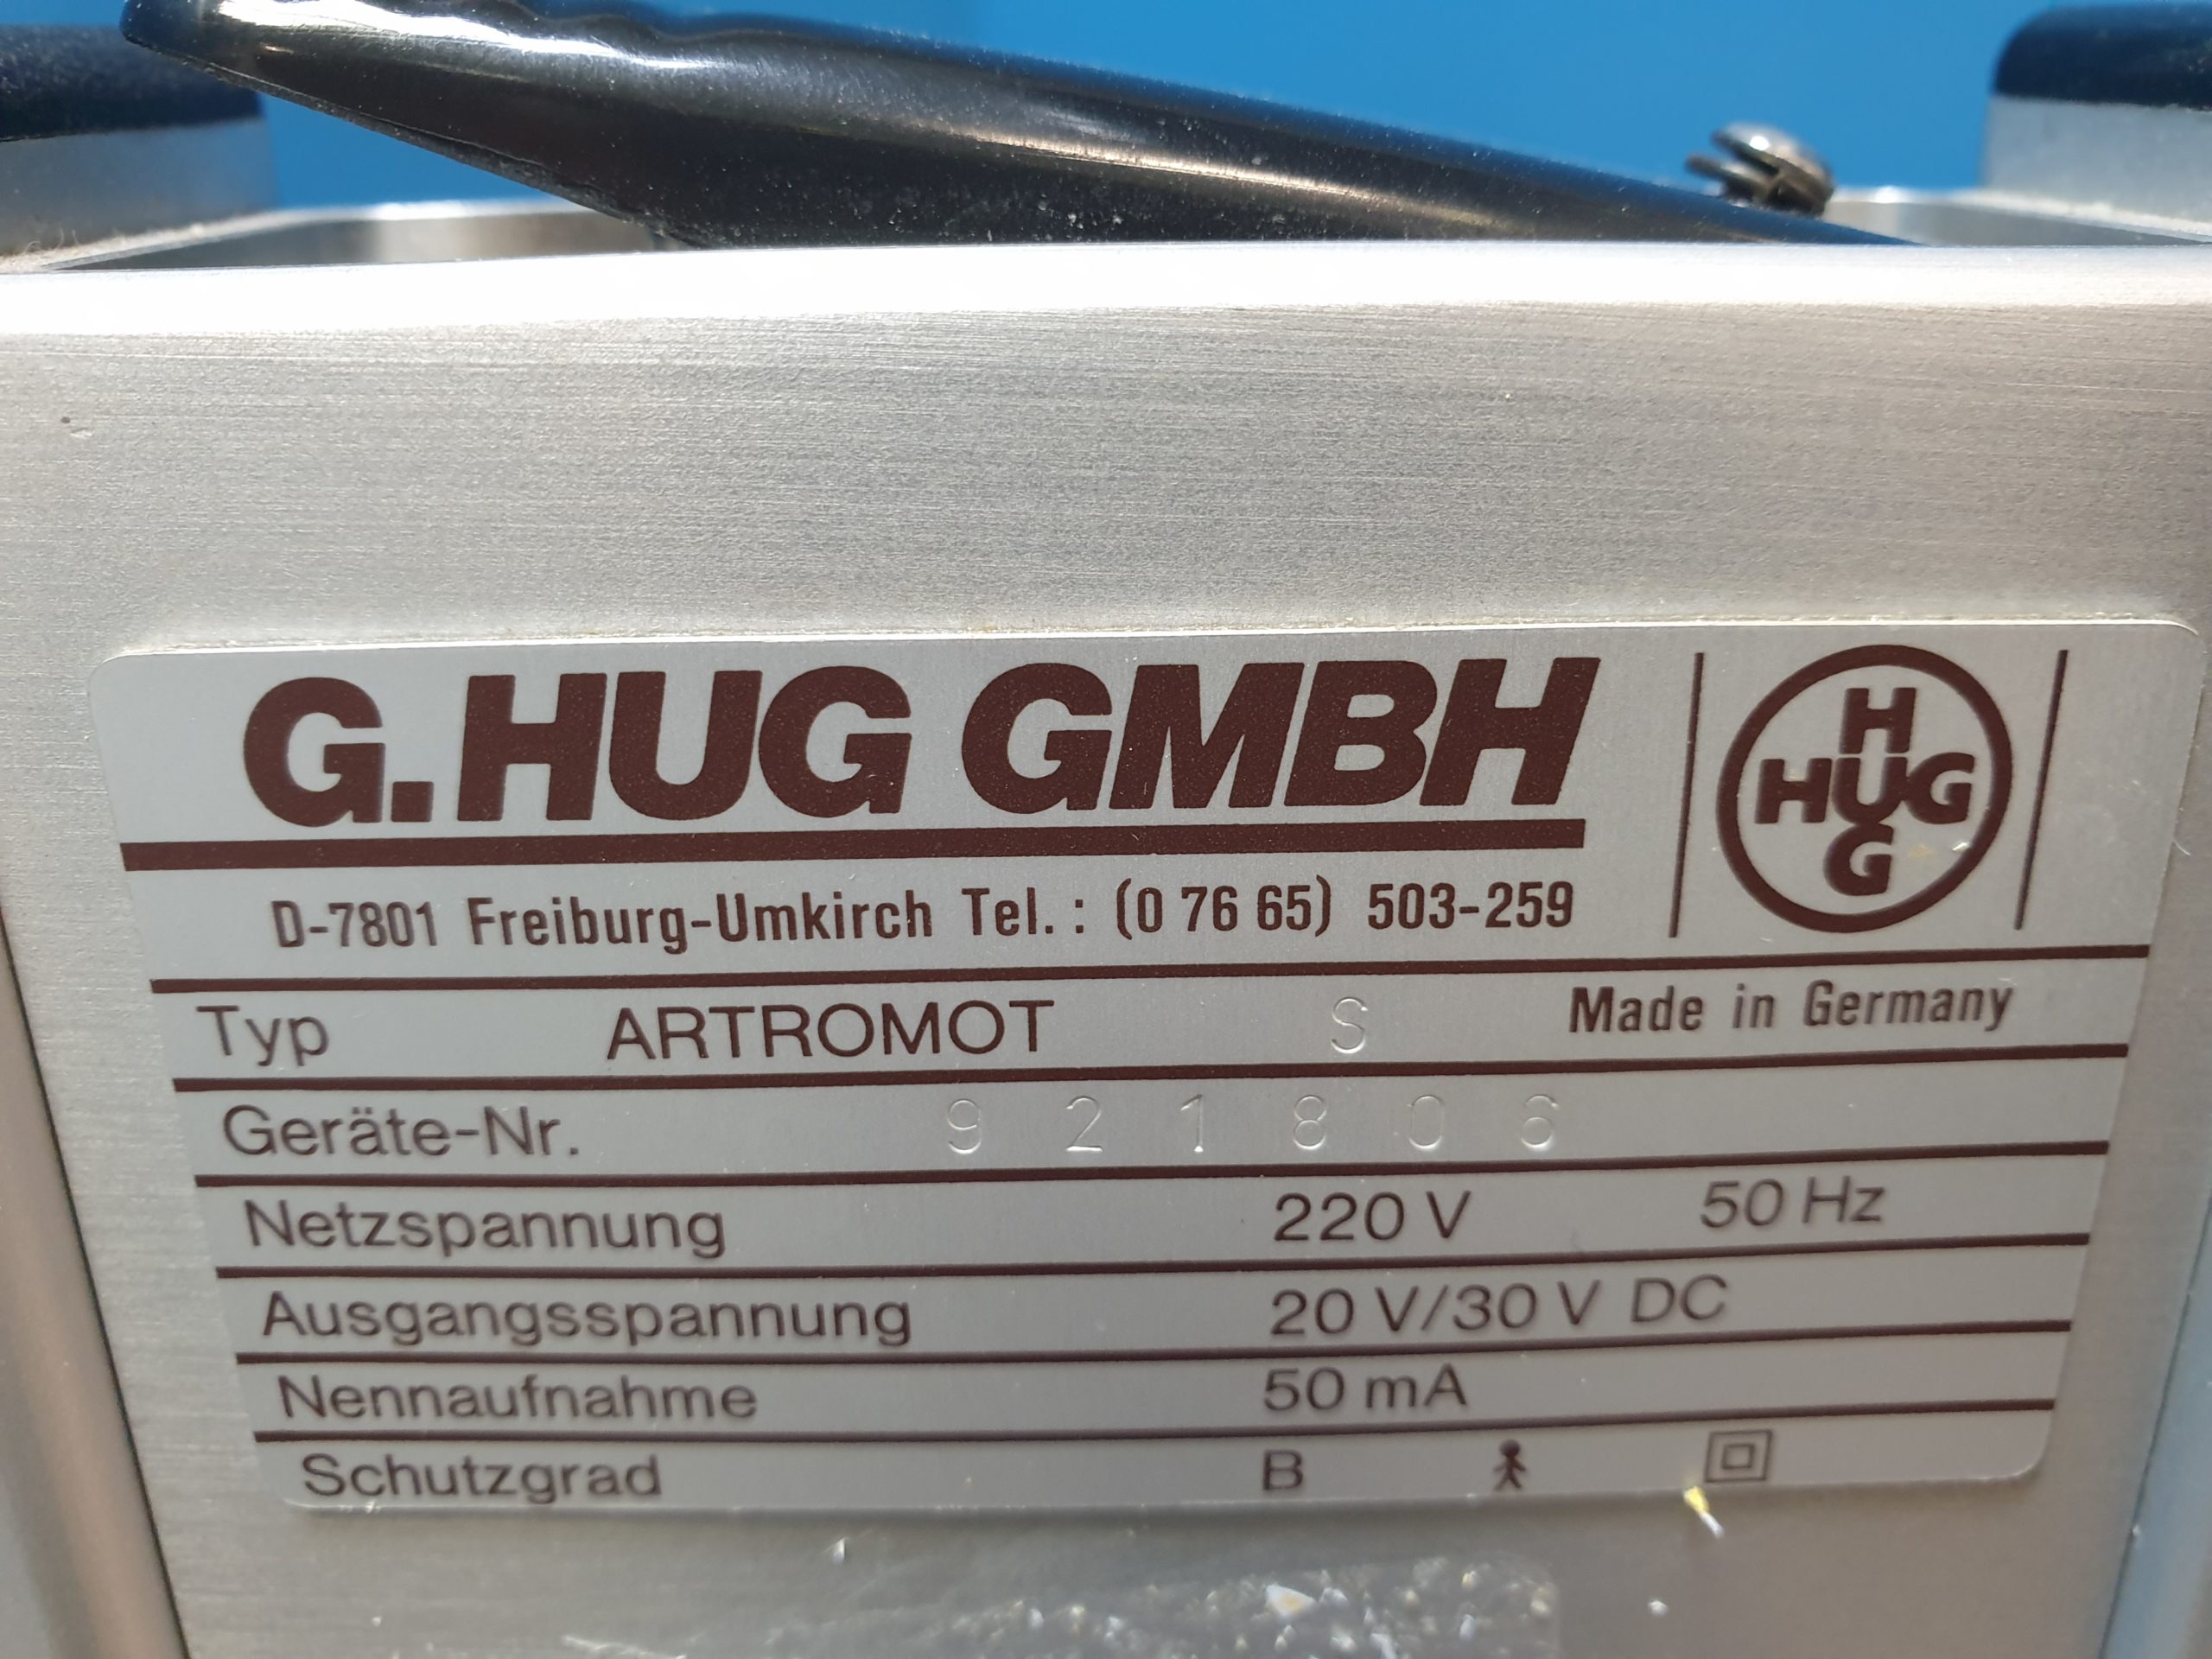 G.HUG GMBH
H
HUG
G
D-7801 Freiburg-Umkirch Tel.: (0 76 65) 503-259
Typ ARTROMOT S Made in Germany
Geräte-Nr. 921806
Netzspannung 220 V 50 Hz
Ausgangsspannung 20 V/30 V DC
Nennaufnahme 50 mA
Schutzgrad B